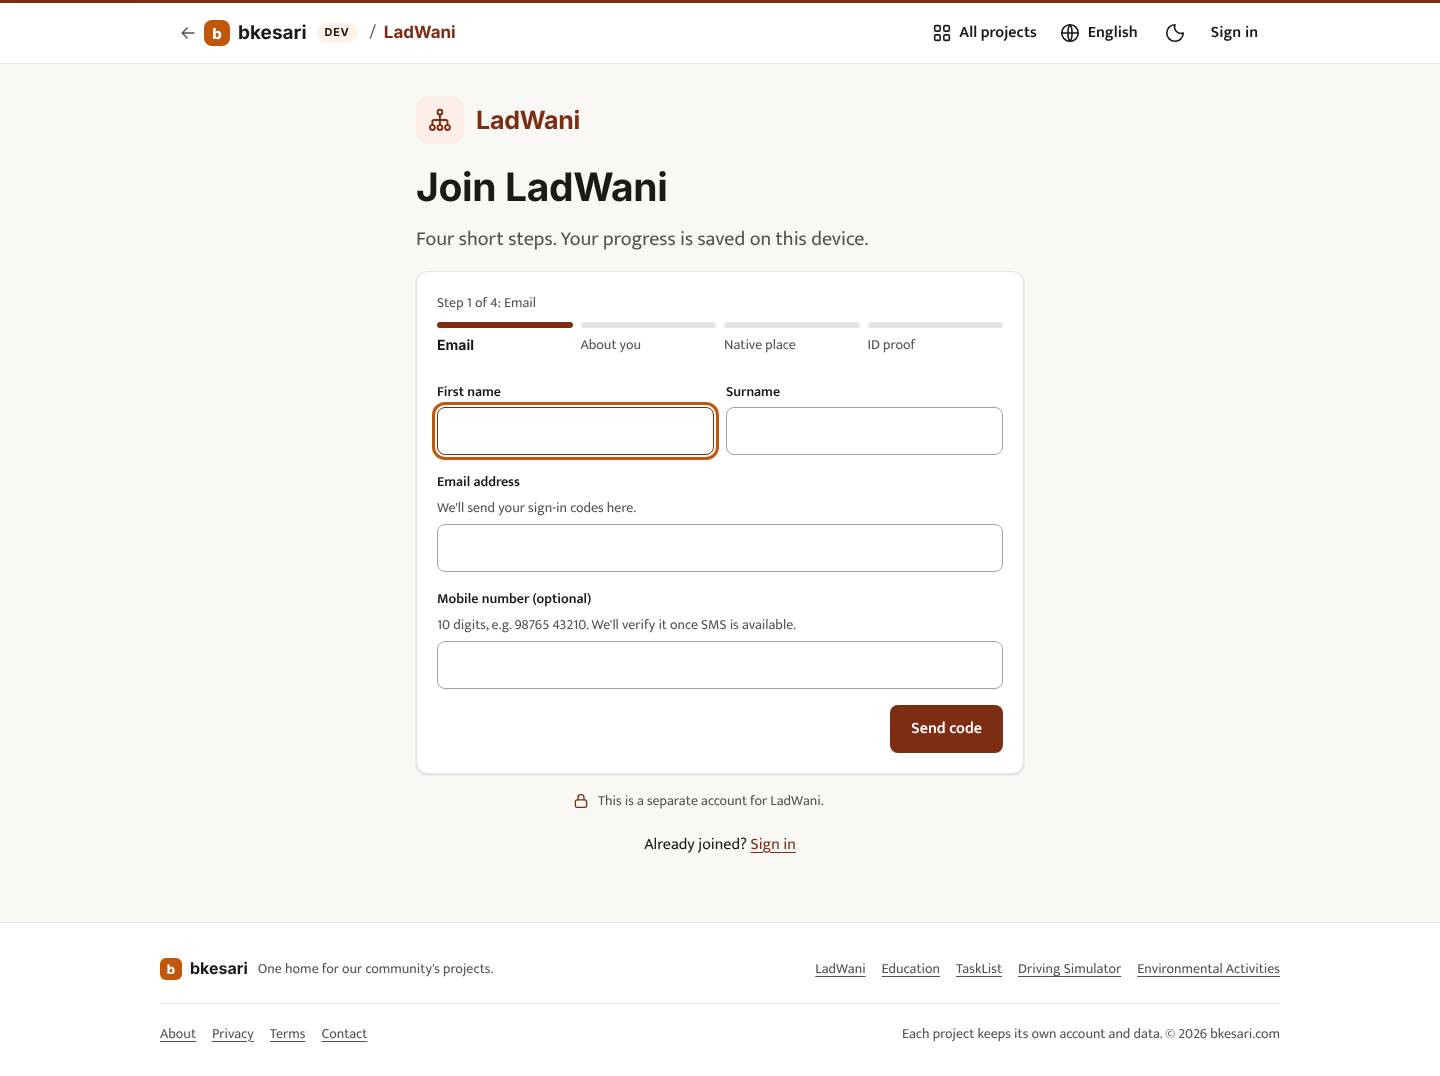 b bkesari DEV / LadWani All projects English Sign in
LadWani
Join LadWani
Four short steps. Your progress is saved on this device.
Step 1 of 4: Email
Email About you Native place ID proof
First name Surname
Email address
We'll send your sign-in codes here.
Mobile number (optional)
10 digits, e.g. 98765 43210. We'll verify it once SMS is available.
Send code
This is a separate account for LadWani.
Already joined? Sign in
b bkesari One home for our community's projects. LadWani Education TaskList Driving Simulator Environmental Activities
About Privacy Terms Contact Each project keeps its own account and data. © 2026 bkesari.com